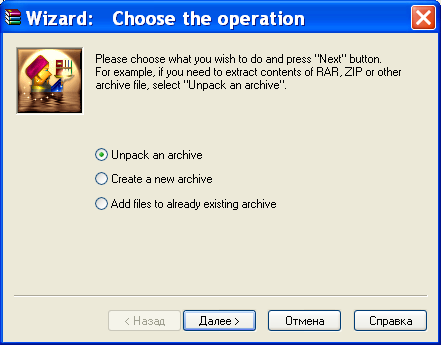 Wizard: Choose the operation
Please choose what you wish to do and press "Next" button.
For example, if you need to extract contents of RAR, ZIP or other
archive file, select "Unpack an archive".
Unpack an archive
Create a new archive
Add files to already existing archive
< Назад Далее > Отмена Справка